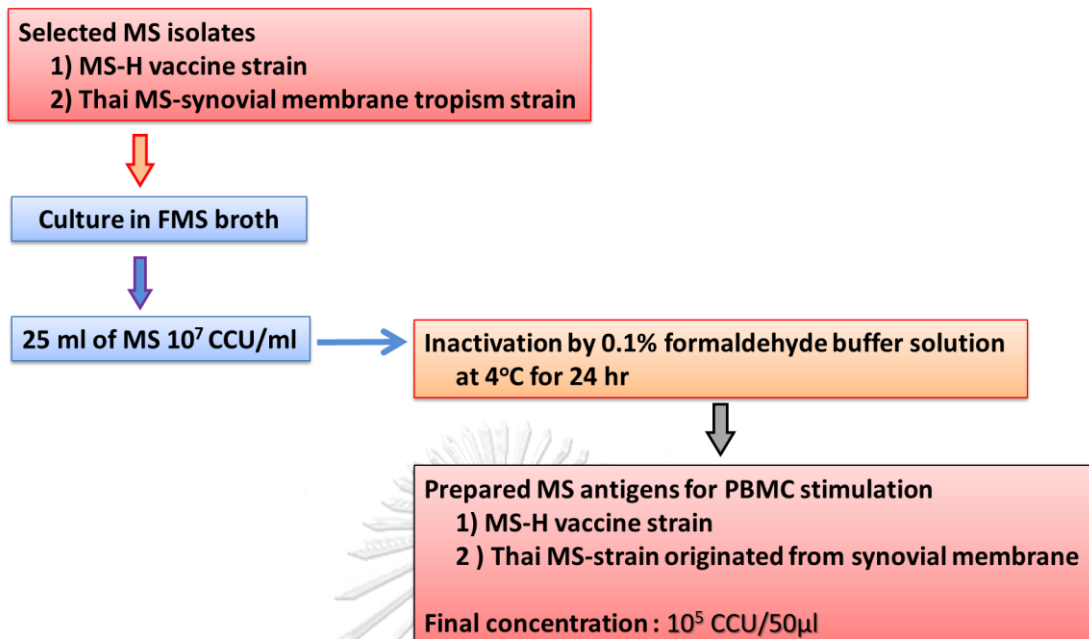 Selected MS isolates
1) MS-H vaccine strain
2) Thai MS-synovial membrane tropism strain
Culture in FMS broth
25 ml of MS 10⁷ CCU/ml
Inactivation by 0.1% formaldehyde buffer solution
at 4°C for 24 hr
Prepared MS antigens for PBMC stimulation
1) MS-H vaccine strain
2 ) Thai MS-strain originated from synovial membrane
Final concentration : 10⁵ CCU/50µl